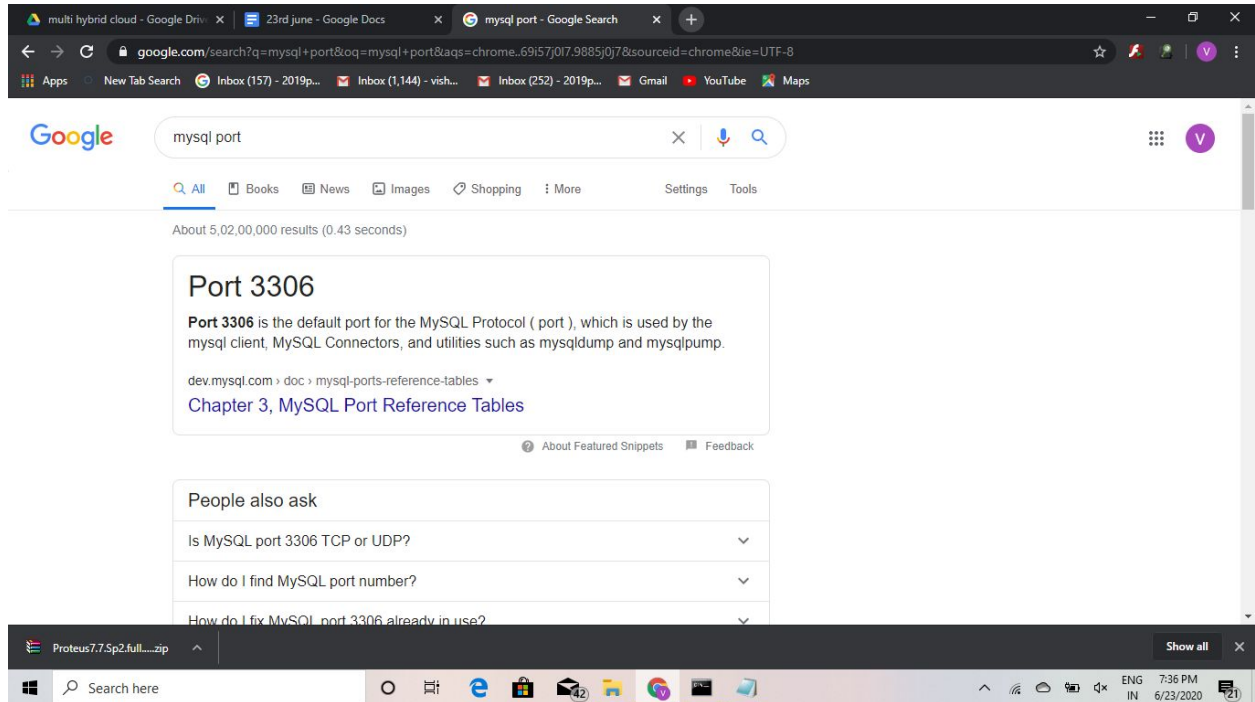 multi hybrid cloud - Google Driv
23rd june - Google Docs
mysql port - Google Search
google.com/search?q=mysql+port&oq=mysql+port&aqs=chrome..69i57j0l7.9885j0j7&sourceid=chrome&ie=UTF-8
Apps
New Tab Search
Inbox (157) - 2019p...
Inbox (1,144) - vish...
Inbox (252) - 2019p...
Gmail
YouTube
Maps
V
Google
mysql port
V
All
Books
News
Images
Shopping
More
Settings
Tools
About 5,02,00,000 results (0.43 seconds)
Port 3306
Port 3306 is the default port for the MySQL Protocol ( port ), which is used by the
mysql client, MySQL Connectors, and utilities such as mysqldump and mysqlpump.
dev.mysql.com › doc › mysql-ports-reference-tables
Chapter 3, MySQL Port Reference Tables
About Featured Snippets
Feedback
People also ask
Is MySQL port 3306 TCP or UDP?
How do I find MySQL port number?
How do I fix MySQL port 3306 already in use?
Proteus7.7.Sp2.full.....zip
Show all
Search here
42
V
ENG
IN
7:36 PM
6/23/2020
21